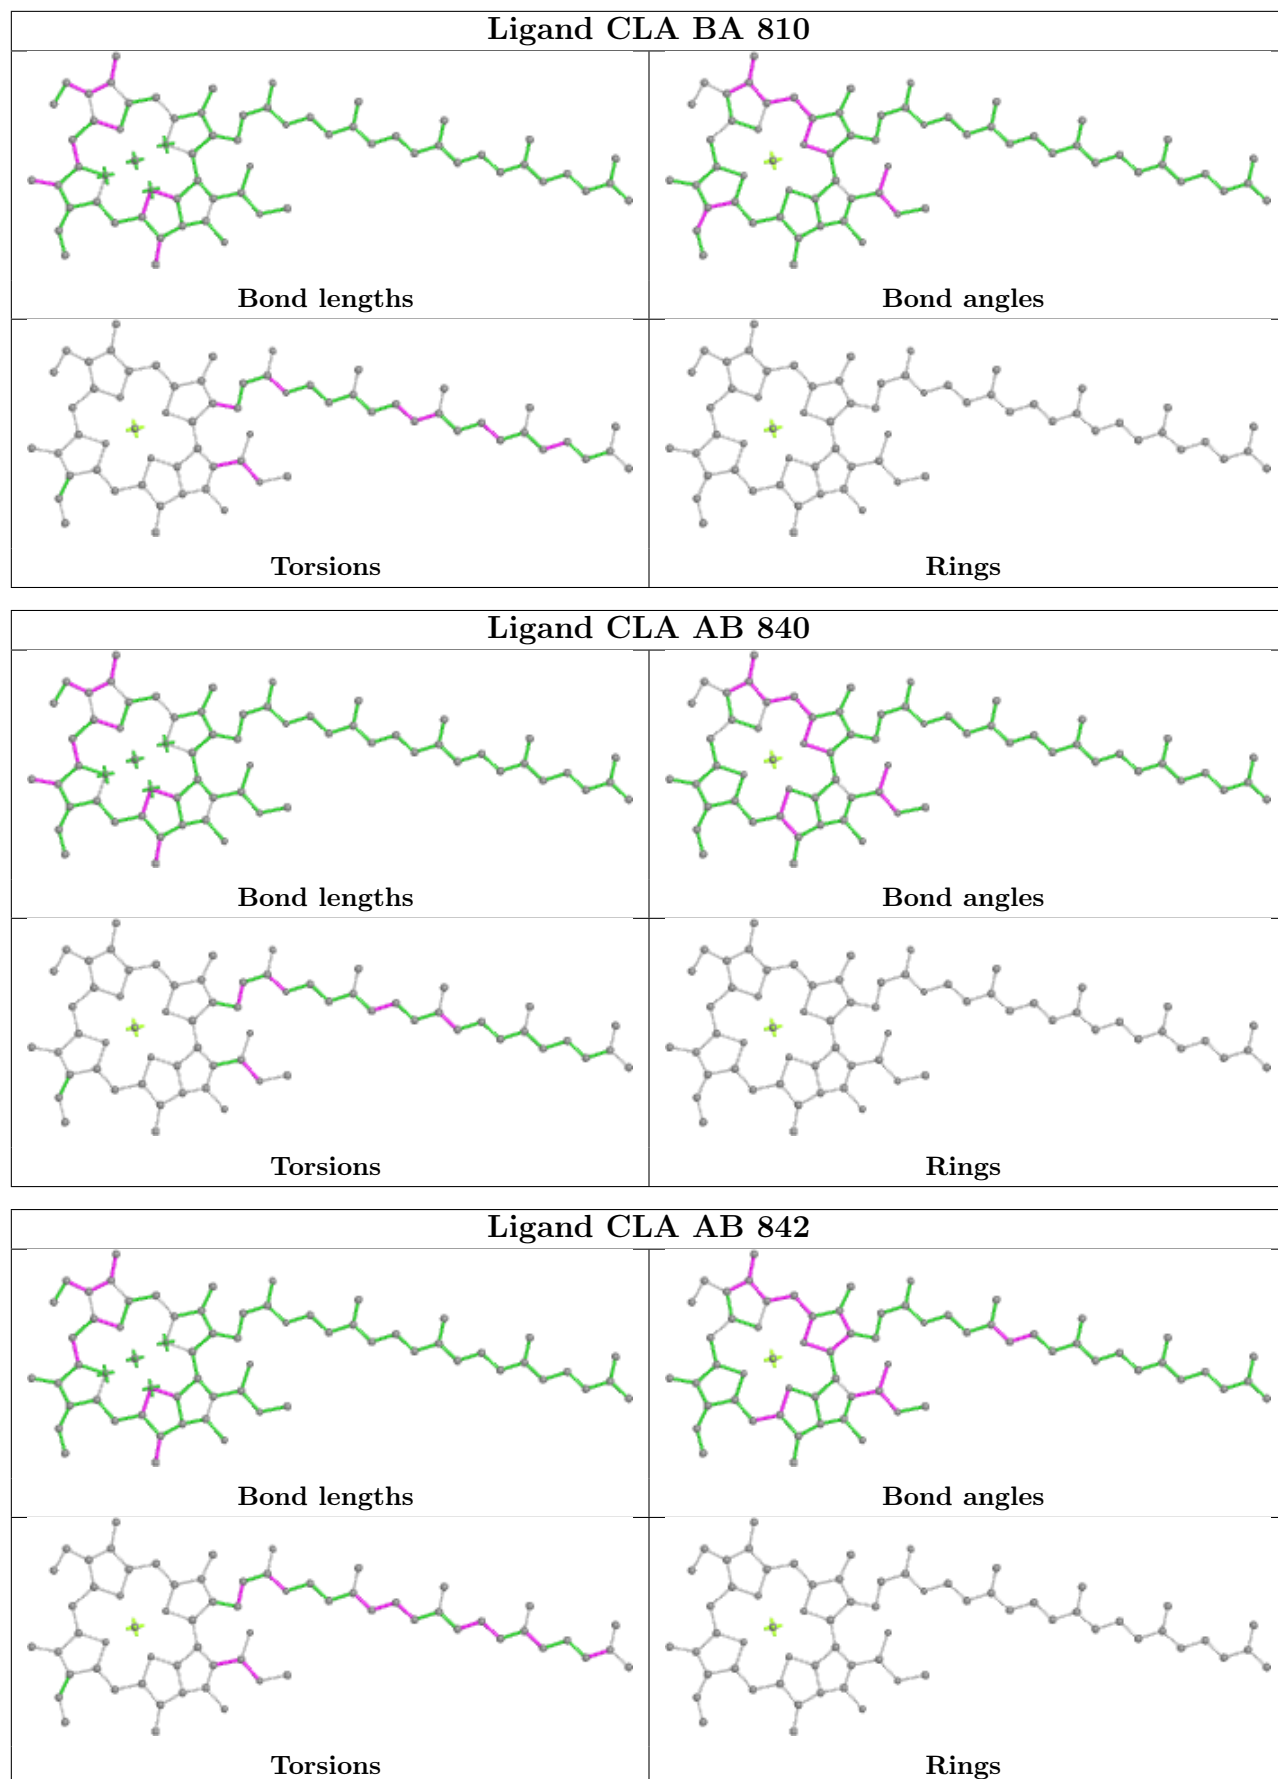 Ligand CLA BA 810
Bond lengths
Bond angles
Torsions
Rings
Ligand CLA AB 840
Bond lengths
Bond angles
Torsions
Rings
Ligand CLA AB 842
Bond lengths
Bond angles
Torsions
Rings